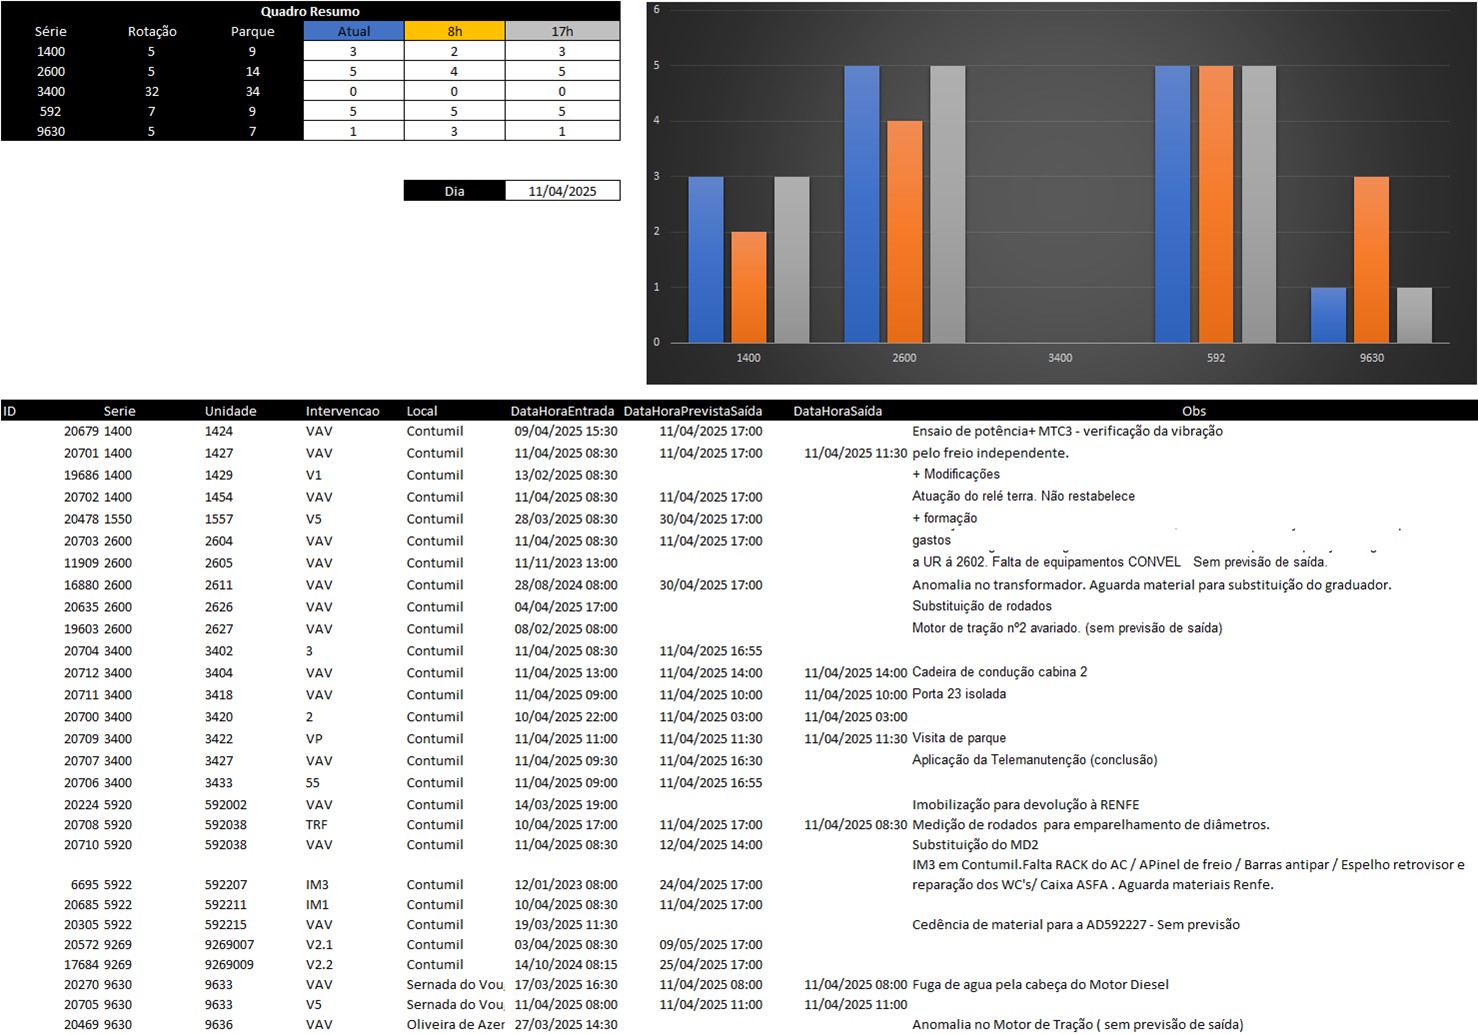 Quadro Resumo
Série Rotação Parque Atual 8h 17h
1400 5 9 3 2 3
2600 5 14 5 4 5
3400 32 34 0 0 0
592 7 9 5 5 5
9630 5 7 1 3 1
Dia 11/04/2025
6
5
4
3
2
1
0
1400 2600 3400 592 9630
ID Serie Unidade Intervencao Local DataHoraEntrada DataHoraPrevistaSaída DataHoraSaída Obs
20679 1400 1424 VAV Contumil 09/04/2025 15:30 11/04/2025 17:00 Ensaio de potência+ MTC3 - verificação da vibração
20701 1400 1427 VAV Contumil 11/04/2025 08:30 11/04/2025 17:00 11/04/2025 11:30 pelo freio independente.
19686 1400 1429 V1 Contumil 13/02/2025 08:30 + Modificações
20702 1400 1454 VAV Contumil 11/04/2025 08:30 11/04/2025 17:00 Atuação do relé terra. Não restabelece
20478 1550 1557 V5 Contumil 28/03/2025 08:30 30/04/2025 17:00 + formação
20703 2600 2604 VAV Contumil 11/04/2025 08:30 11/04/2025 17:00 gastos
11909 2600 2605 VAV Contumil 11/11/2023 13:00 a UR á 2602. Falta de equipamentos CONVEL Sem previsão de saída.
16880 2600 2611 VAV Contumil 28/08/2024 08:00 30/04/2025 17:00 Anomalia no transformador. Aguarda material para substituição do graduador.
20635 2600 2626 VAV Contumil 04/04/2025 17:00 Substituição de rodados
19603 2600 2627 VAV Contumil 08/02/2025 08:00 Motor de tração nº2 avariado. (sem previsão de saída)
20704 3400 3402 3 Contumil 11/04/2025 08:30 11/04/2025 16:55
20712 3400 3404 VAV Contumil 11/04/2025 13:00 11/04/2025 14:00 11/04/2025 14:00 Cadeira de condução cabina 2
20711 3400 3418 VAV Contumil 11/04/2025 09:00 11/04/2025 10:00 11/04/2025 10:00 Porta 23 isolada
20700 3400 3420 2 Contumil 10/04/2025 22:00 11/04/2025 03:00 11/04/2025 03:00
20709 3400 3422 VP Contumil 11/04/2025 11:00 11/04/2025 11:30 11/04/2025 11:30 Visita de parque
20707 3400 3427 VAV Contumil 11/04/2025 09:30 11/04/2025 16:30 Aplicação da Telemanutenção (conclusão)
20706 3400 3433 55 Contumil 11/04/2025 09:00 11/04/2025 16:55
20224 5920 592002 VAV Contumil 14/03/2025 19:00 Imobilização para devolução à RENFE
20708 5920 592038 TRF Contumil 10/04/2025 17:00 11/04/2025 17:00 11/04/2025 08:30 Medição de rodados para emparelhamento de diâmetros.
20710 5920 592038 VAV Contumil 11/04/2025 08:30 12/04/2025 14:00 Substituição do MD2
IM3 em Contumil.Falta RACK do AC / APinel de freio / Barras antipar / Espelho retrovisor e
6695 5922 592207 IM3 Contumil 12/01/2023 08:00 24/04/2025 17:00 reparação dos WC's/ Caixa ASFA . Aguarda materiais Renfe.
20685 5922 592211 IM1 Contumil 10/04/2025 08:30 11/04/2025 17:00
20305 5922 592215 VAV Contumil 19/03/2025 11:30 Cedência de material para a AD592227 - Sem previsão
20572 9269 9269007 V2.1 Contumil 03/04/2025 08:30 09/05/2025 17:00
17684 9269 9269009 V2.2 Contumil 14/10/2024 08:15 25/04/2025 17:00
20270 9630 9633 VAV Sernada do Vou 17/03/2025 16:30 11/04/2025 08:00 11/04/2025 08:00 Fuga de agua pela cabeça do Motor Diesel
20705 9630 9633 V5 Sernada do Vou 11/04/2025 08:00 11/04/2025 11:00 11/04/2025 11:00
20469 9630 9636 VAV Oliveira de Azer 27/03/2025 14:30 Anomalia no Motor de Tração ( sem previsão de saída)